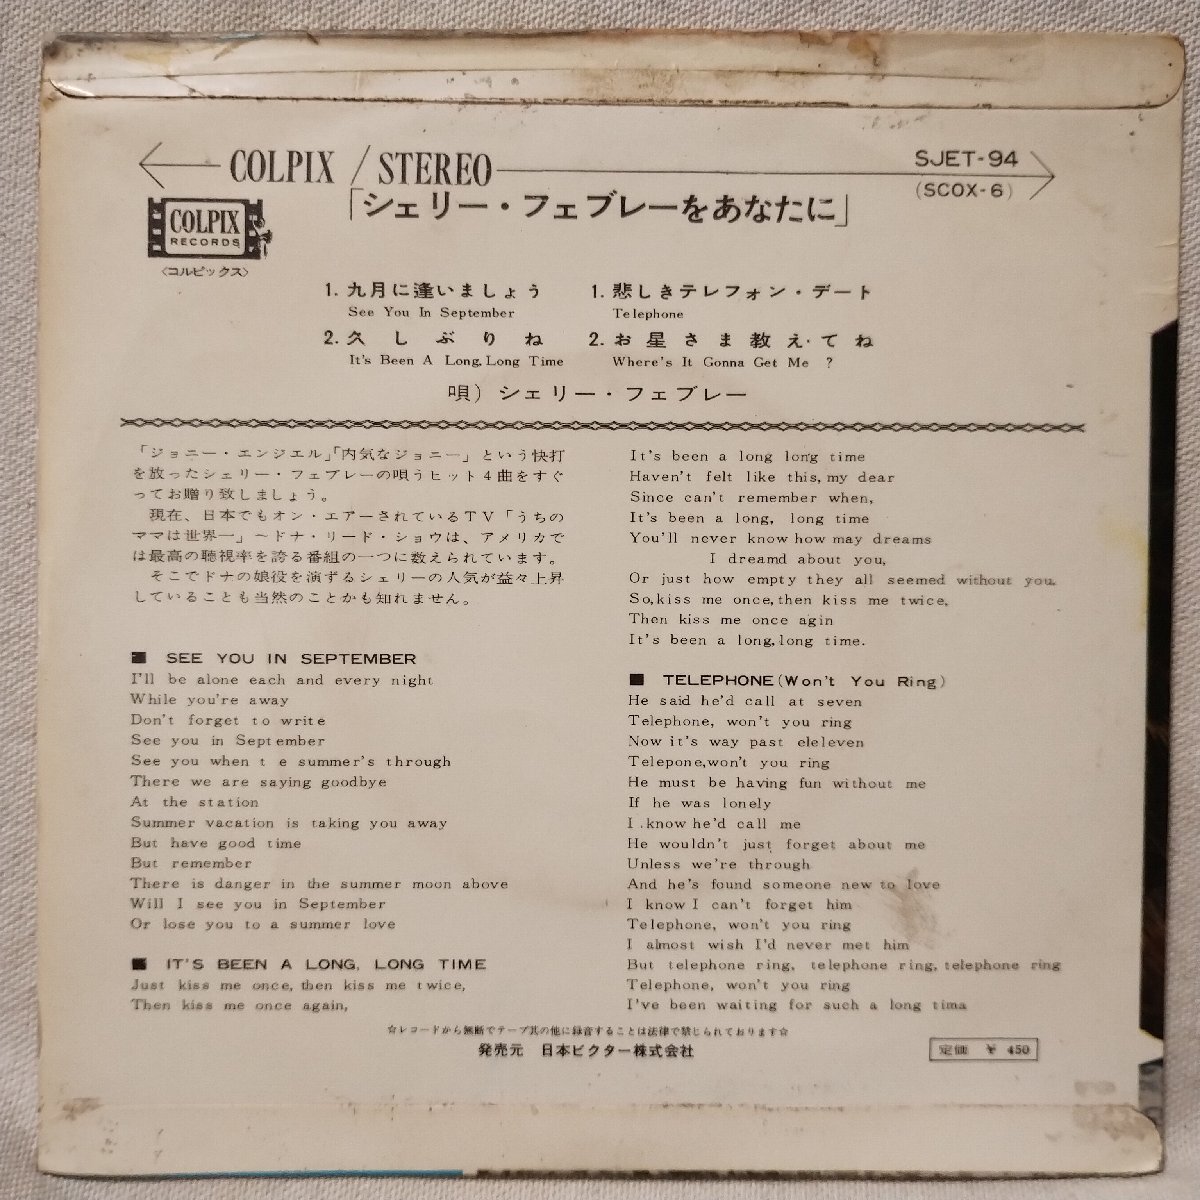 COLPIX / STEREO
SJET-94
(SCOX-6)
「シェリー・フェブレーをあなたに」
COLPIX
RECORDS
〈コルピックス〉
1. 九月に逢いましょう
See You In September
2. 久しぶりね
It's Been A Long, Long Time
1. 悲しきテレフォン・デート
Telephone
2. お星さま教えてね
Where's It Gonna Get Me ?
唄) シェリー・フェブレー
「ジョニー・エンジェル」「内気なジョニー」という快打
を放ったシェリー・フェブレーの唄うヒット4曲をすぐ
ってお贈り致しましょう。
現在、日本でもオン・エアーされているTV「うちの
ママは世界一」~ドナ・リード・ショウは、アメリカで
は最高の聴視率を誇る番組の一つに数えられています。
そこでドナの娘役を演ずるシェリーの人気が益々上昇
していることも当然のことかも知れません。
■ SEE YOU IN SEPTEMBER
I'll be alone each and every night
While you're away
Don't forget to write
See you in September
See you when t e summer's through
There we are saying goodbye
At the station
Summer vacation is taking you away
But have good time
But remember
There is danger in the summer moon above
Will I see you in September
Or lose you to a summer love
■ IT'S BEEN A LONG, LONG TIME
Just kiss me once, then kiss me twice,
Then kiss me once again,
It's been a long long time
Haven't felt like this, my dear
Since can't remember when,
It's been a long, long time
You'll never know how may dreams
I dreamd about you,
Or just how empty they all seemed without you.
So, kiss me once, then kiss me twice,
Then kiss me once agin
It's been a long, long time.
■ TELEPHONE (Won't You Ring)
He said he'd call at seven
Telephone, won't you ring
Now it's way past eleleven
Telepone, won't you ring
He must be having fun without me
If he was lonely
I know he'd call me
He wouldn't just forget about me
Unless we're through
And he's found someone new to love
I know I can't forget him
Telephone, won't you ring
I almost wish I'd never met him
But telephone ring, telephone ring, telephone ring
Telephone, won't you ring
I've been waiting for such a long tima
☆レコードから無断でテープ其の他に録音することは法律で禁じられております☆
発売元 日本ビクター株式会社
定価 ¥ 450